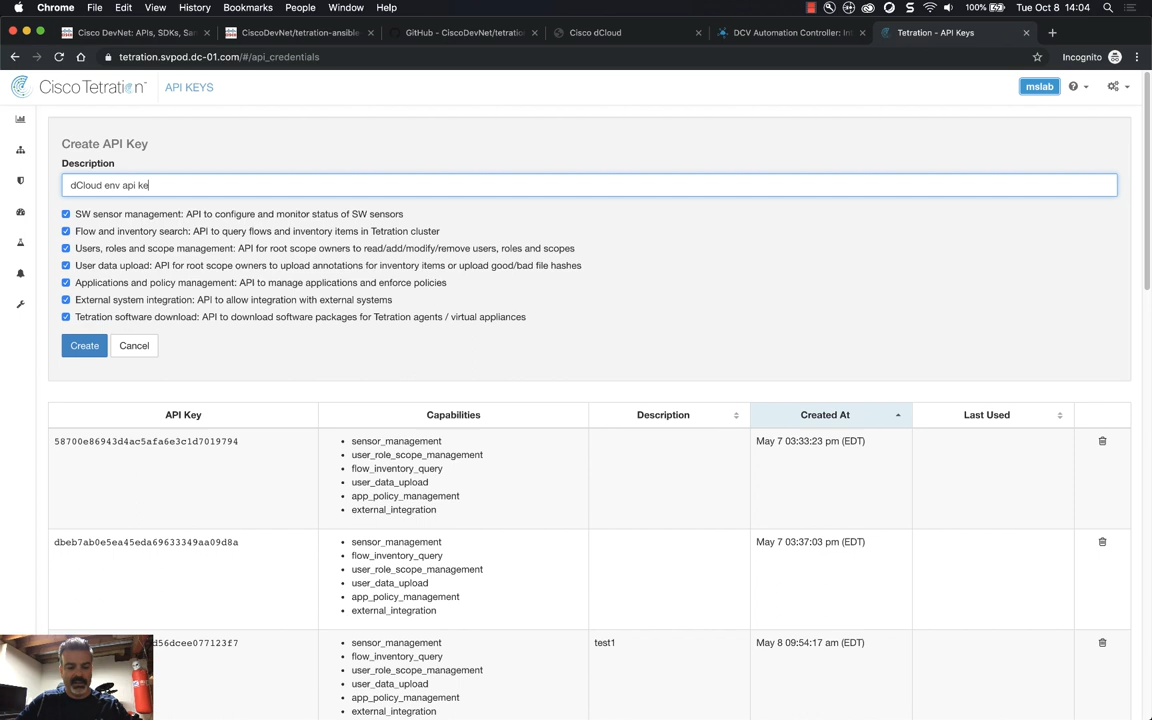 Chrome File Edit View History Bookmarks People Window Help 100% Tue Oct 8 14:04
Cisco DevNet: APIs, SDKs, San
CiscoDevNet/tetration-ansible
GitHub - CiscoDevNet/tetratio
Cisco dCloud
DCV Automation Controller: In
Tetration - API Keys
tetration.svpod.dc-01.com/#/api_credentials
Incognito
Cisco Tetration™ API KEYS
mslab
Create API Key
Description
dCloud env api ke
SW sensor management: API to configure and monitor status of SW sensors
Flow and inventory search: API to query flows and inventory items in Tetration cluster
Users, roles and scope management: API for root scope owners to read/add/modify/remove users, roles and scopes
User data upload: API for root scope owners to upload annotations for inventory items or upload good/bad file hashes
Applications and policy management: API to manage applications and enforce policies
External system integration: API to allow integration with external systems
Tetration software download: API to download software packages for Tetration agents / virtual appliances
Create Cancel
API Key Capabilities Description Created At Last Used
58700e86943d4ac5afa6e3c1d7019794 • sensor_management May 7 03:33:23 pm (EDT)
• user_role_scope_management
• flow_inventory_query
• user_data_upload
• app_policy_management
• external_integration
dbeb7ab0e5ea45eda69633349aa09d8a • sensor_management May 7 03:37:03 pm (EDT)
• flow_inventory_query
• user_role_scope_management
• user_data_upload
• app_policy_management
• external_integration
d56dcee077123f7 • sensor_management test1 May 8 09:54:17 am (EDT)
• flow_inventory_query
• user_role_scope_management
• user_data_upload
• app_policy_management
• external_integration